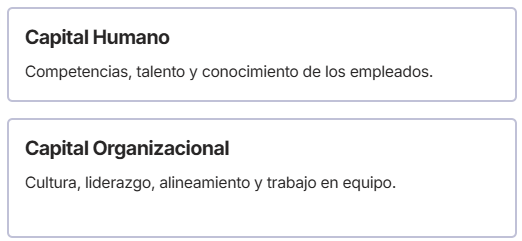 Capital Humano
Competencias, talento y conocimiento de los empleados.
Capital Organizacional
Cultura, liderazgo, alineamiento y trabajo en equipo.